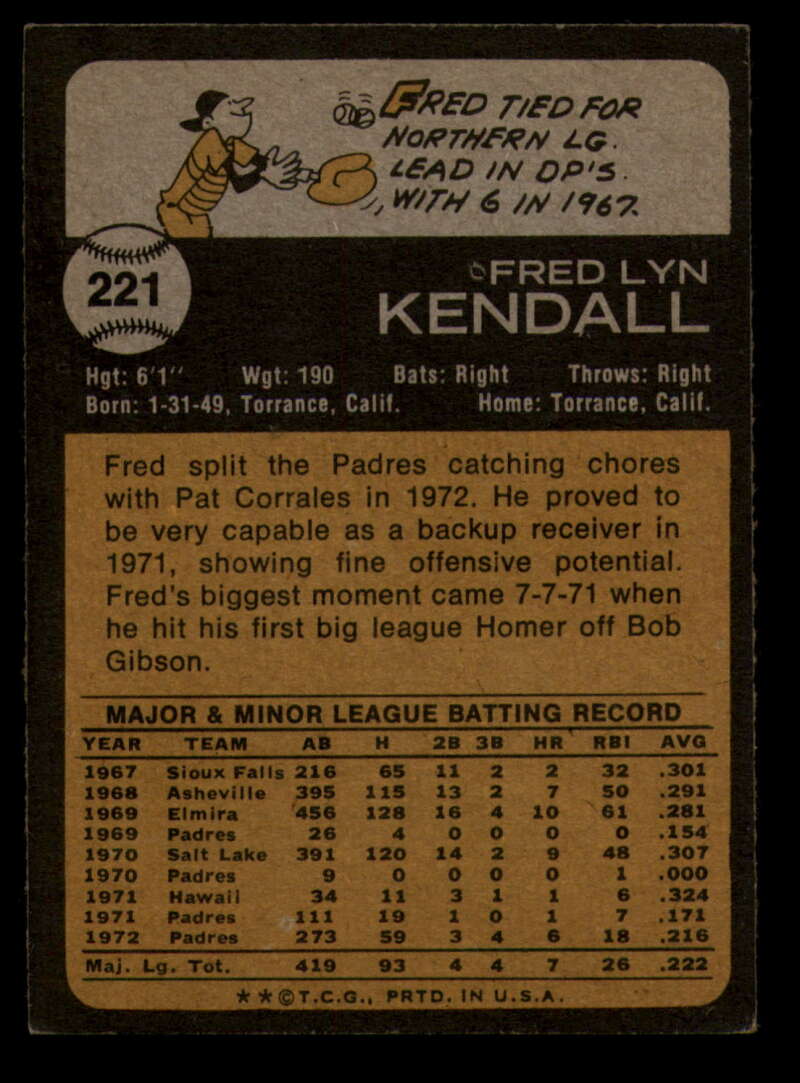 FRED TIED FOR
NORTHERN LG.
LEAD IN DP'S.
WITH 6 IN 1967.
221
FRED LYN
KENDALL
Hgt: 6'1" Wgt: 190 Bats: Right Throws: Right
Born: 1-31-49, Torrance, Calif. Home: Torrance, Calif.
Fred split the Padres catching chores
with Pat Corrales in 1972. He proved to
be very capable as a backup receiver in
1971, showing fine offensive potential.
Fred's biggest moment came 7-7-71 when
he hit his first big league Homer off Bob
Gibson.
MAJOR & MINOR LEAGUE BATTING RECORD
YEAR TEAM AB H 2B 3B HR RBI AVG
1967 Sioux Falls 216 65 11 2 2 32 .301
1968 Asheville 395 115 13 2 7 50 .291
1969 Elmira 456 128 16 4 10 61 .281
1969 Padres 26 4 0 0 0 0 .154
1970 Salt Lake 391 120 14 2 9 48 .307
1970 Padres 9 0 0 0 0 1 .000
1971 Hawaii 34 11 3 1 1 6 .324
1971 Padres 111 19 1 0 1 7 .171
1972 Padres 273 59 3 4 6 18 .216
Maj. Lg. Tot. 419 93 4 4 7 26 .222
**©T.C.G., PRTD. IN U.S.A.